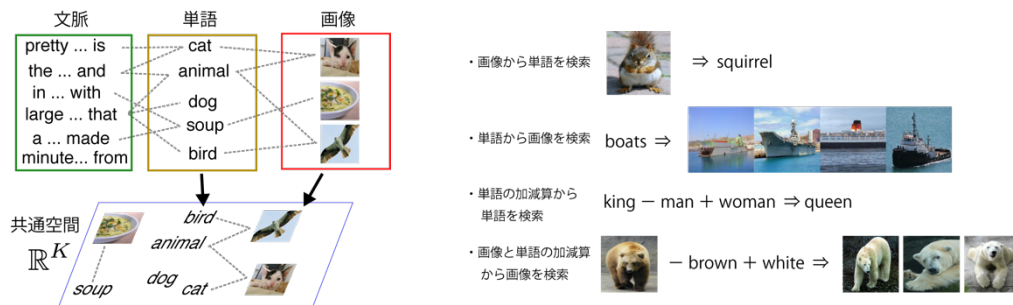 文脈
単語
画像
pretty ... is
the ... and
in ... with
large ... that
a ... made
minute... from
cat
animal
dog
soup
bird
共通空間
ℝ^K
bird
animal
dog
cat
soup
・画像から単語を検索
⇒ squirrel
・単語から画像を検索
boats ⇒
・単語の加減算から
単語を検索
king − man + woman ⇒ queen
・画像と単語の加減算
から画像を検索
− brown + white ⇒